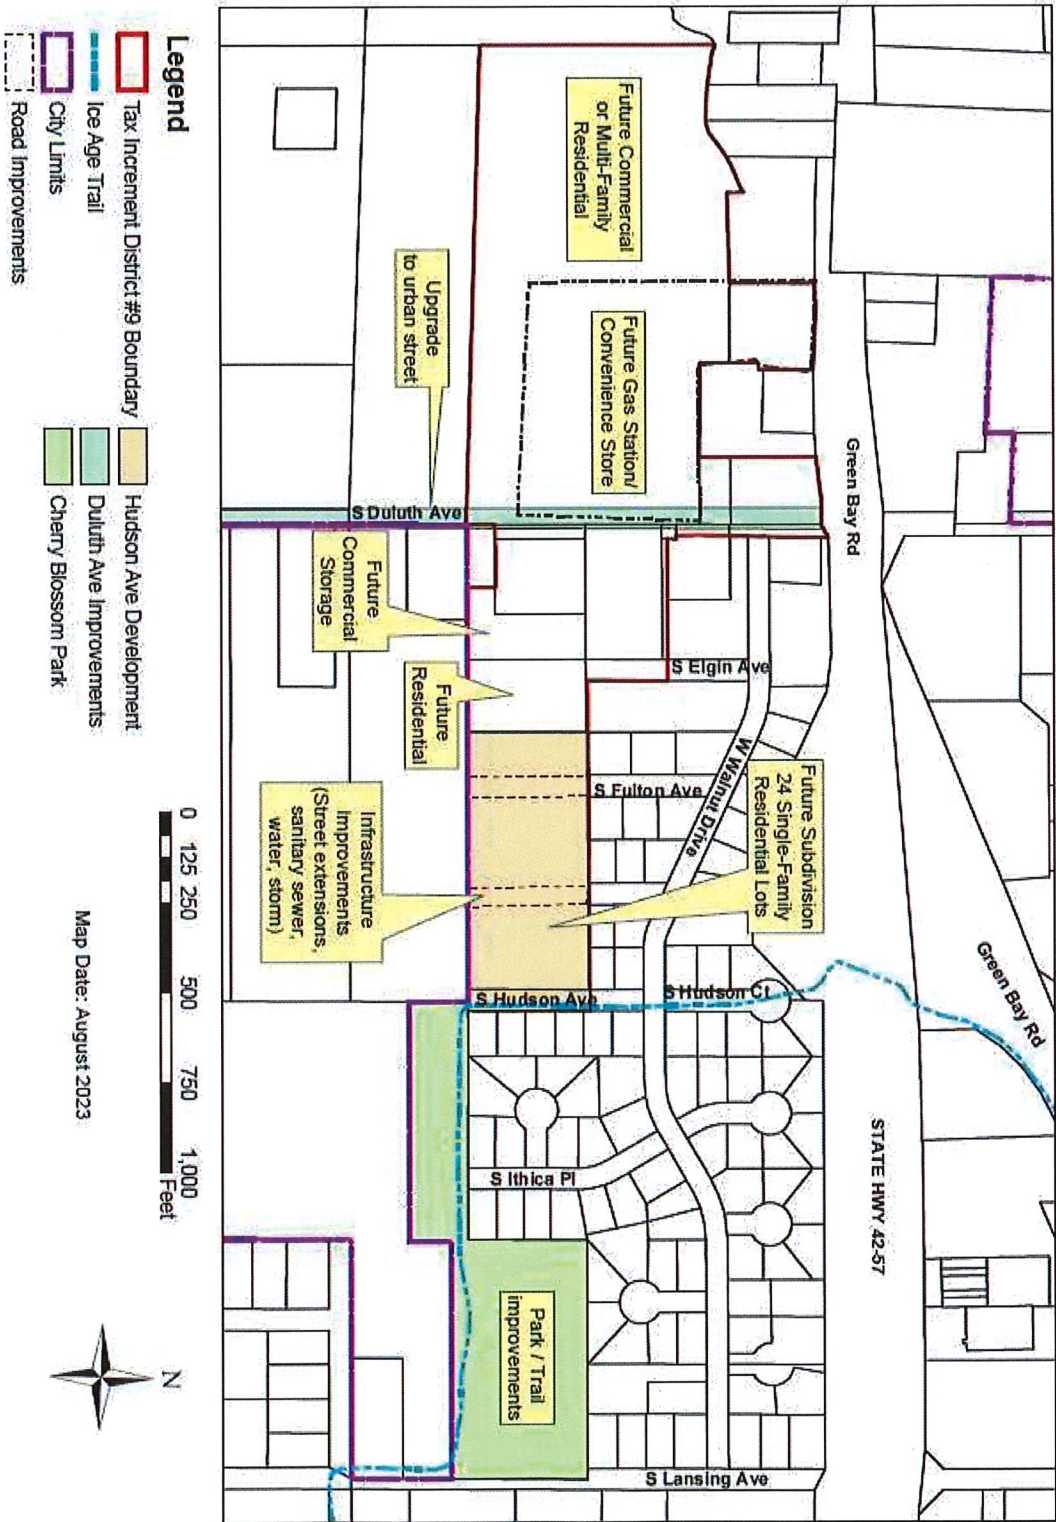 Green Bay Rd
Green Bay Rd
STATE HWY 42-57
Future Commercial
or Multi-Family
Residential
Future Gas Station/
Convenience Store
Upgrade
to urban street
S Duluth Ave
Future
Commercial
Storage
Future
Residential
S Elgin Ave
W Walnut Drive
S Fulton Ave
Future Subdivision
24 Single-Family
Residential Lots
Infrastructure
Improvements
(Street extensions,
sanitary sewer,
water, storm)
S Hudson Ave
S Hudson Ct
S Ithica Pl
Park / Trail
improvements
S Lansing Ave
Legend
Tax Increment District #9 Boundary
Ice Age Trail
City Limits
Road Improvements
Hudson Ave Development
Duluth Ave Improvements
Cherry Blossom Park
0 125 250 500 750 1,000
Feet
Map Date: August 2023
N